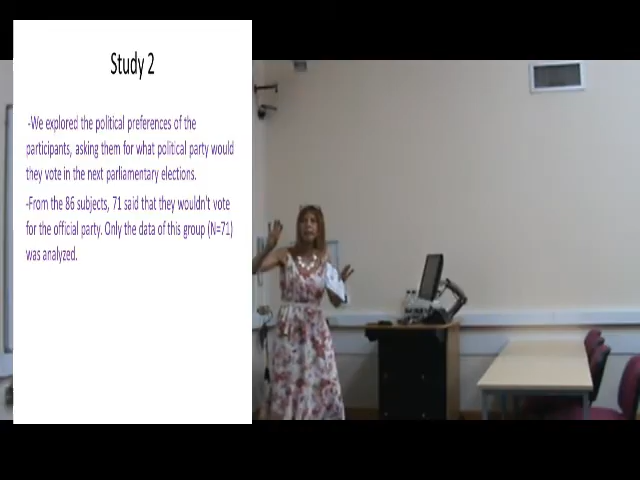 Study 2
-We explored the political preferences of the
participants, asking them for what political party would
they vote in the next parliamentary elections.
-From the 86 subjects, 71 said that they wouldn't vote
for the official party. Only the data of this group (N=71)
was analyzed.